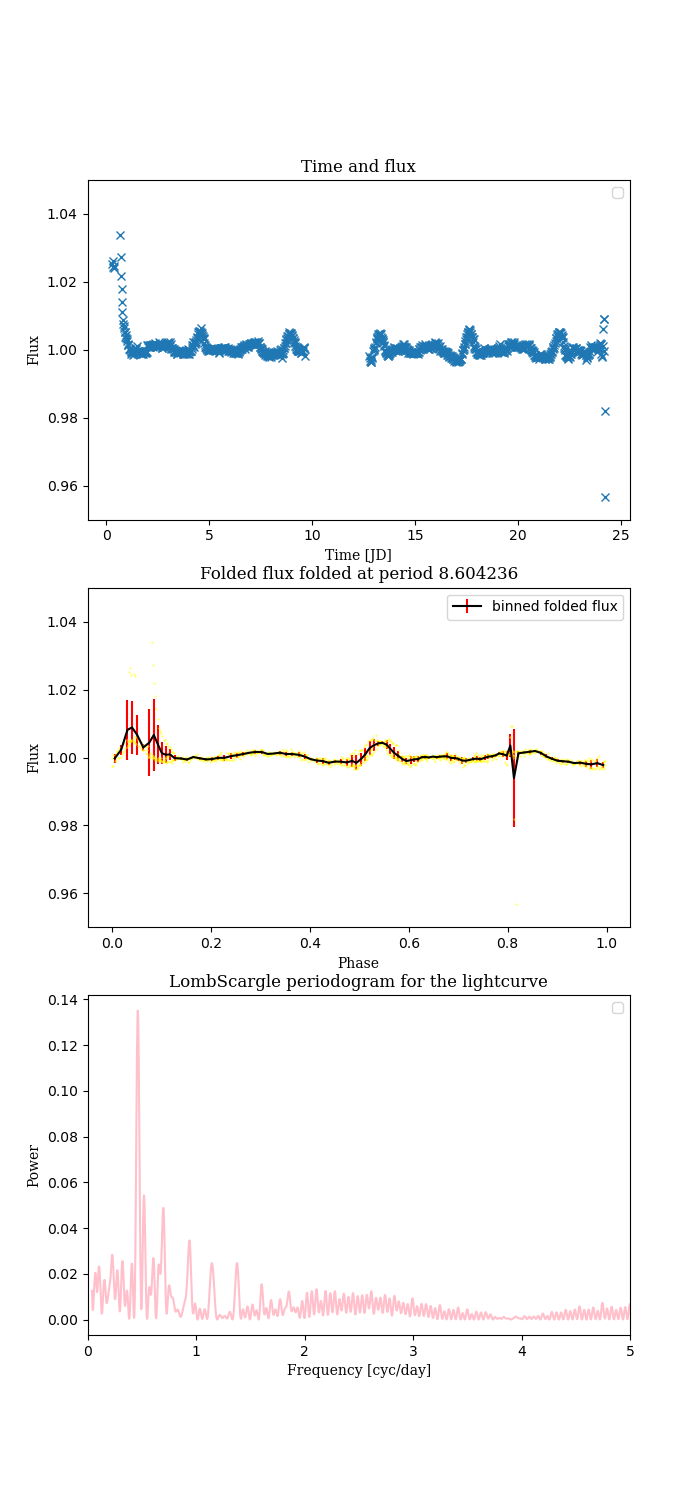 Time and flux
1.04
1.02
1.00
0.98
0.96
Flux
0 5 10 15 20 25
Time [JD]
Folded flux folded at period 8.604236
binned folded flux
1.04
1.02
1.00
0.98
0.96
Flux
0.0 0.2 0.4 0.6 0.8 1.0
Phase
LombScargle periodogram for the lightcurve
0.14
0.12
0.10
0.08
0.06
0.04
0.02
0.00
Power
0 1 2 3 4 5
Frequency [cyc/day]